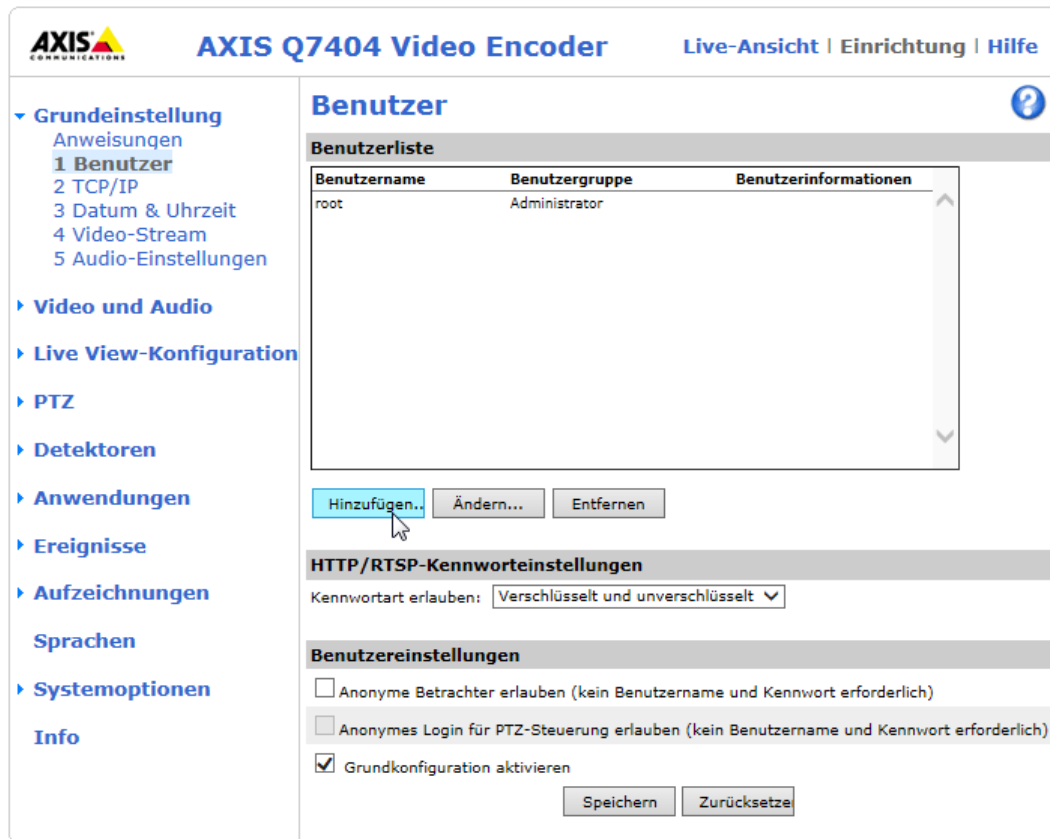 AXIS
COMMUNICATIONS
AXIS Q7404 Video Encoder
Live-Ansicht | Einrichtung | Hilfe
Grundeinstellung
Anweisungen
1 Benutzer
2 TCP/IP
3 Datum & Uhrzeit
4 Video-Stream
5 Audio-Einstellungen
Video und Audio
Live View-Konfiguration
PTZ
Detektoren
Anwendungen
Ereignisse
Aufzeichnungen
Sprachen
Systemoptionen
Info
Benutzer
?
Benutzerliste
Benutzername Benutzergruppe Benutzerinformationen
root Administrator
Hinzufügen.. Ändern... Entfernen
HTTP/RTSP-Kennworteinstellungen
Kennwortart erlauben: Verschlüsselt und unverschlüsselt
Benutzereinstellungen
Anonyme Betrachter erlauben (kein Benutzername und Kennwort erforderlich)
Anonymes Login für PTZ-Steuerung erlauben (kein Benutzername und Kennwort erforderlich)
Grundkonfiguration aktivieren
Speichern Zurücksetze